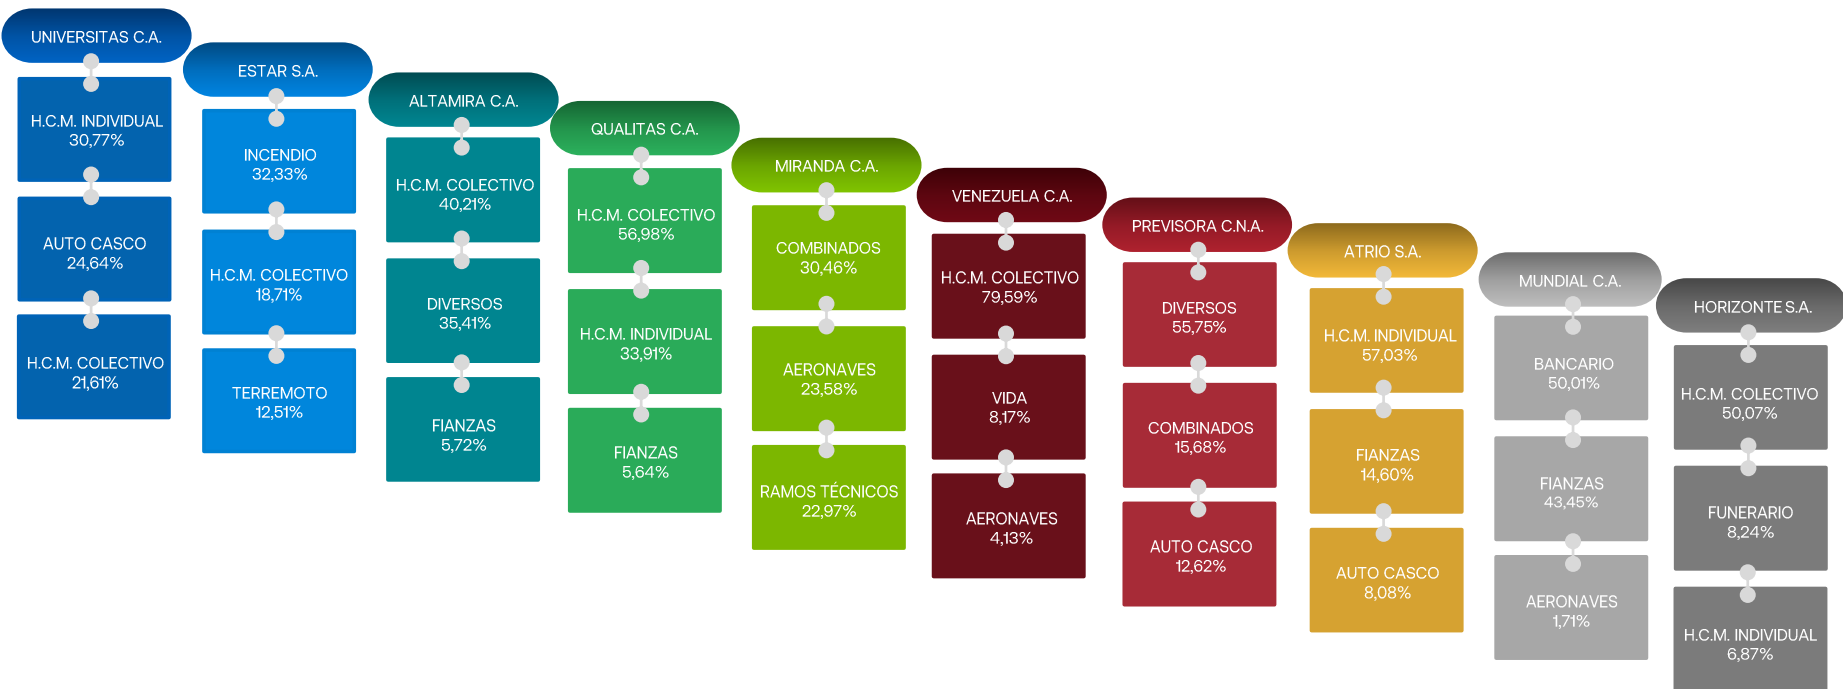 UNIVERSITAS C.A.
H.C.M. INDIVIDUAL
30,77%
AUTO CASCO
24,64%
H.C.M. COLECTIVO
21,61%
ESTAR S.A.
INCENDIO
32,33%
H.C.M. COLECTIVO
18,71%
TERREMOTO
12,51%
ALTAMIRA C.A.
H.C.M. COLECTIVO
40,21%
DIVERSOS
35,41%
FIANZAS
5,72%
QUALITAS C.A.
H.C.M. COLECTIVO
56,98%
H.C.M. INDIVIDUAL
33,91%
FIANZAS
5,64%
MIRANDA C.A.
COMBINADOS
30,46%
AERONAVES
23,58%
RAMOS TÉCNICOS
22,97%
VENEZUELA C.A.
H.C.M. COLECTIVO
79,59%
VIDA
8,17%
AERONAVES
4,13%
PREVISORA C.N.A.
DIVERSOS
55,75%
COMBINADOS
15,68%
AUTO CASCO
12,62%
ATRIO S.A.
H.C.M. INDIVIDUAL
57,03%
FIANZAS
14,60%
AUTO CASCO
8,08%
MUNDIAL C.A.
BANCARIO
50,01%
FIANZAS
43,45%
AERONAVES
1,71%
HORIZONTE S.A.
H.C.M. COLECTIVO
50,07%
FUNERARIO
8,24%
H.C.M. INDIVIDUAL
6,87%